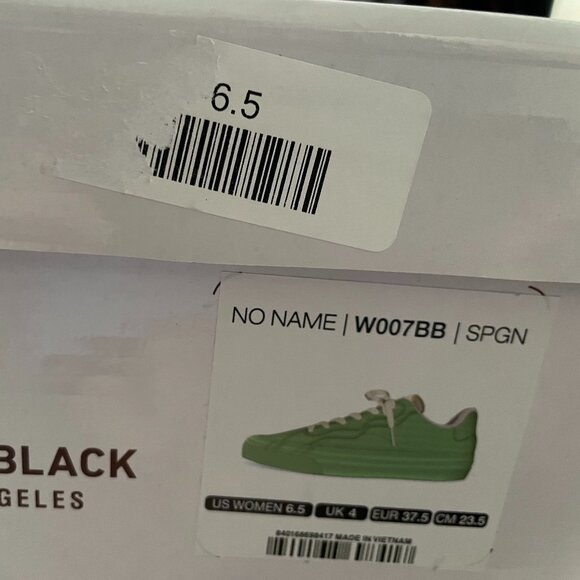 6.5
NO NAME | W007BB | SPGN
BLACK
GELES
US WOMEN 6.5 UK 4 EUR 37.5 CM 23.5
MADE IN VIETNAM